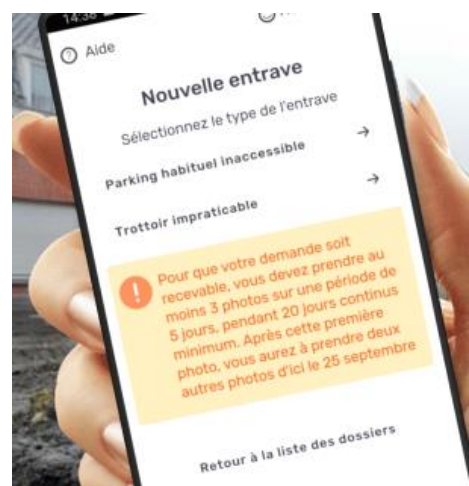 14:38
Aide
Nouvelle entrave
Sélectionnez le type de l'entrave
Parking habituel inaccessible
Trottoir impraticable
Pour que votre demande soit
recevable, vous devez prendre au
moins 3 photos sur une période de
5 jours, pendant 20 jours continus
minimum. Après cette première
photo, vous aurez à prendre deux
autres photos d'ici le 25 septembre
Retour à la liste des dossiers